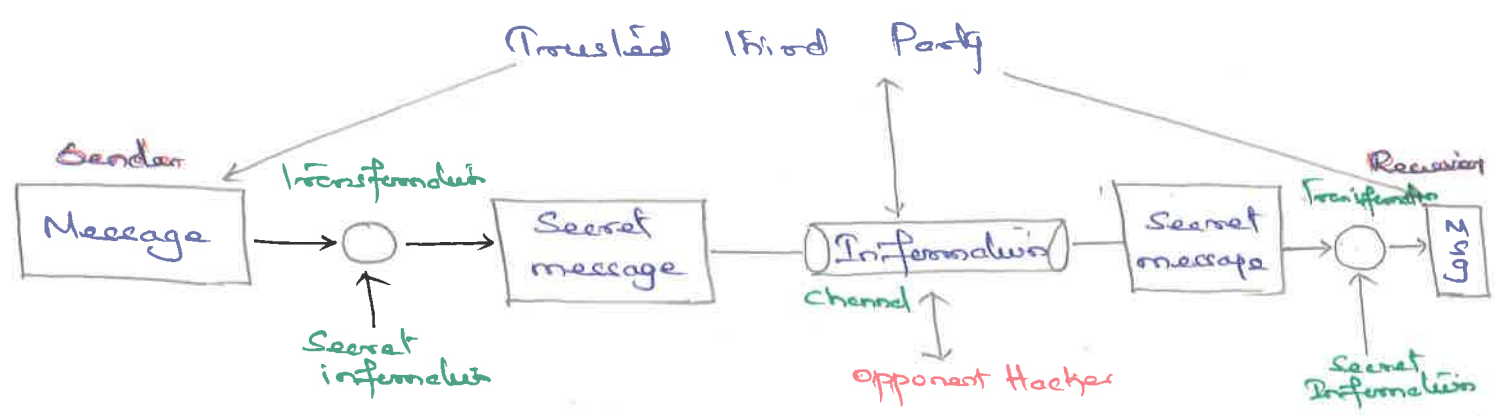 Trusted third Party
Sender
Message
Transformation
Secret
information
Secret
message
Information
channel
Opponent Hacker
Secret
message
Transformation
Secret
Information
Receiver
Msg